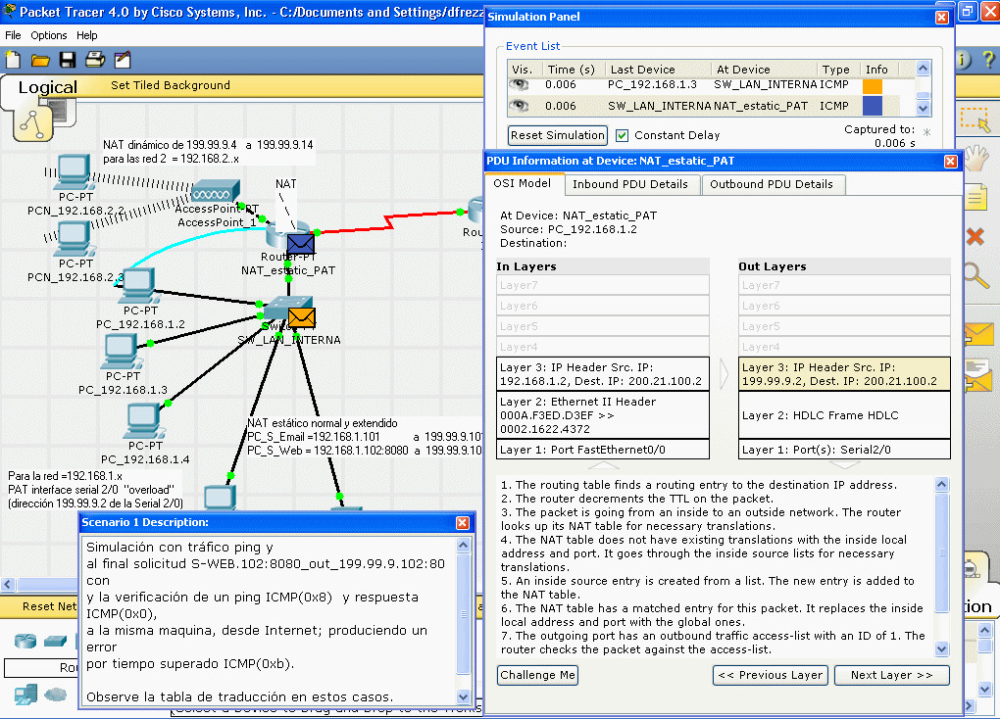 Packet Tracer 4.0 by Cisco Systems, Inc. - C:/Documents and Settings/dfrezz
File Options Help
Logical
Set Tiled Background
NAT dinámico de 199.99.9.4 a 199.99.9.14
para las red 2 = 192.168.2..x
PC-PT
PCN_192.168.2.2
AccessPoint-PT
AccessPoint_1
NAT
PC-PT
PCN_192.168.2.3
Router-PT
NAT_estatic_PAT
Rou
PC-PT
PC_192.168.1.2
Switch-PT
SW_LAN_INTERNA
PC-PT
PC_192.168.1.3
PC-PT
PC_192.168.1.4
NAT estático normal y extendido
PC_S_Email =192.168.1.101 a 199.99.9.101
PC_S_Web = 192.168.1.102:8080 a 199.99.9.10
Para la red =192.168.1.x
PAT interface serial 2/0 "overload"
(dirección 199.99.9.2 de la Serial 2/0)
Scenario 1 Description:
Simulación con tráfico ping y
al final solicitud S-WEB.102:8080_out_199.99.9.102:80
con
y la verificación de un ping ICMP(0x8) y respuesta
ICMP(0x0),
a la misma maquina, desde Internet; produciendo un
error
por tiempo superado ICMP(0xb).
Observe la tabla de traducción en estos casos.
Reset Net
Rou
Select a Device to Drag and Drop to the Works
Simulation Panel
Event List
Vis. Time (s) Last Device At Device Type Info
0.006 PC_192.168.1.3 SW_LAN_INTERNA ICMP
0.006 SW_LAN_INTERNA NAT_estatic_PAT ICMP
Reset Simulation Constant Delay Captured to: *
0.006 s
PDU Information at Device: NAT_estatic_PAT
OSI Model Inbound PDU Details Outbound PDU Details
At Device: NAT_estatic_PAT
Source: PC_192.168.1.2
Destination:
In Layers
Layer7
Layer6
Layer5
Layer4
Layer 3: IP Header Src. IP:
192.168.1.2, Dest. IP: 200.21.100.2
Layer 2: Ethernet II Header
000A.F3ED.D3EF >>
0002.1622.4372
Layer 1: Port FastEthernet0/0
Out Layers
Layer7
Layer6
Layer5
Layer4
Layer 3: IP Header Src. IP:
199.99.9.2, Dest. IP: 200.21.100.2
Layer 2: HDLC Frame HDLC
Layer 1: Port(s): Serial2/0
1. The routing table finds a routing entry to the destination IP address.
2. The router decrements the TTL on the packet.
3. The packet is going from an inside to an outside network. The router
looks up its NAT table for necessary translations.
4. The NAT table does not have existing translations with the inside local
address and port. It goes through the inside source lists for necessary
translations.
5. An inside source entry is created from a list. The new entry is added to
the NAT table.
6. The NAT table has a matched entry for this packet. It replaces the inside
local address and port with the global ones.
7. The outgoing port has an outbound traffic access-list with an ID of 1. The
router checks the packet against the access-list.
Challenge Me << Previous Layer Next Layer >>
tion